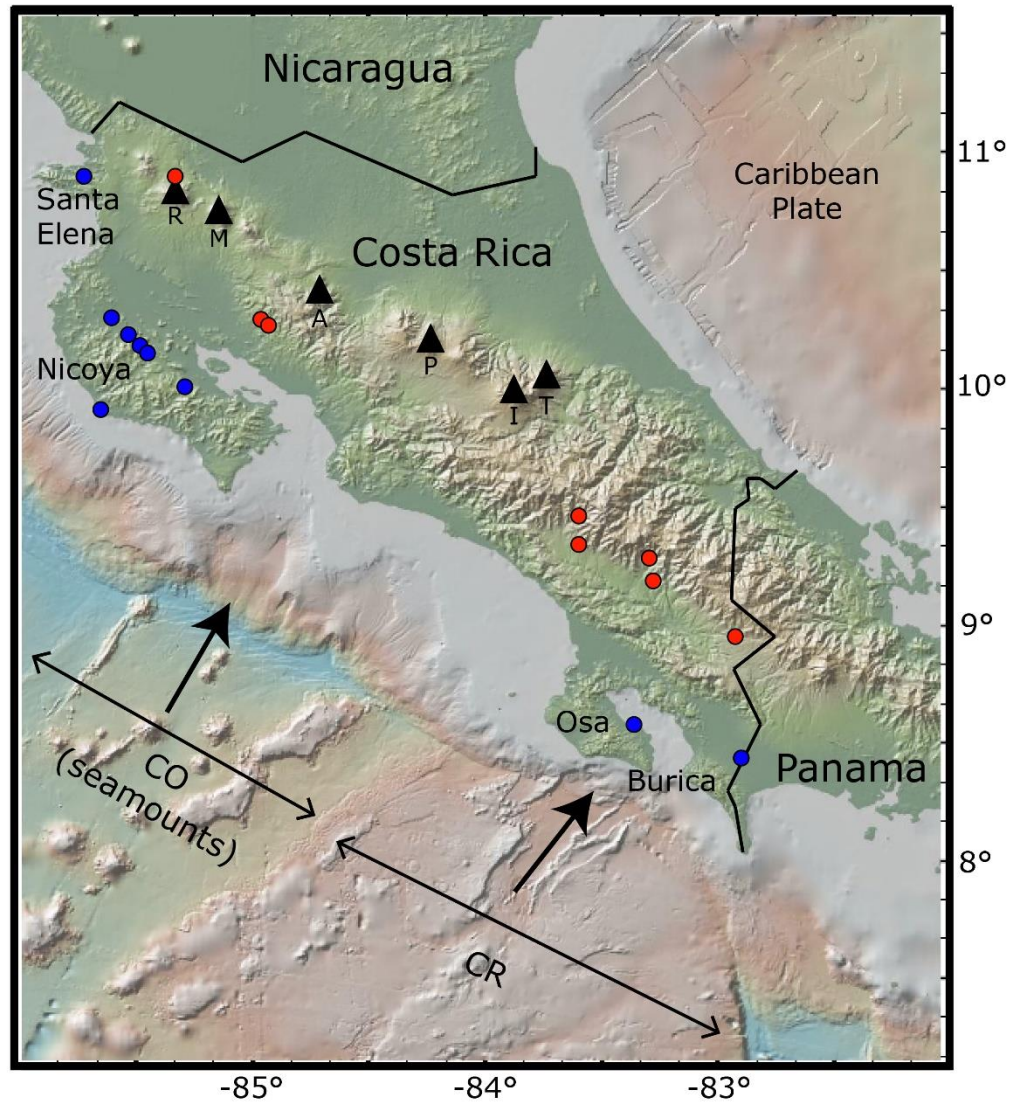 Nicaragua
11°
Caribbean
Plate
Santa
Elena
R
M
Costa Rica
A
P
Nicoya
I
T
10°
9°
Osa
Burica
Panama
CO
(seamounts)
8°
CR
-85°
-84°
-83°